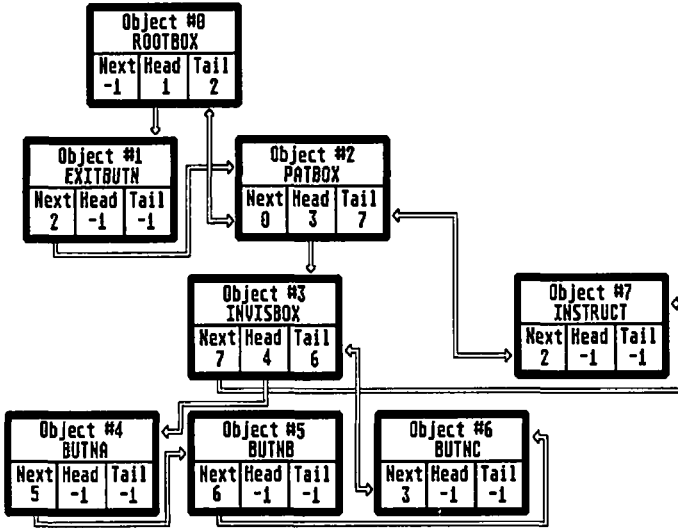 Object #0
ROOTBOX
Next Head Tail
-1 1 2
Object #1
EXITBUTN
Next Head Tail
2 -1 -1
Object #2
PATBOX
Next Head Tail
0 3 7
Object #3
INVISBOX
Next Head Tail
7 4 6
Object #7
INSTRUCT
Next Head Tail
2 -1 -1
Object #4
BUTNA
Next Head Tail
5 -1 -1
Object #5
BUTNB
Next Head Tail
6 -1 -1
Object #6
BUTNC
Next Head Tail
3 -1 -1